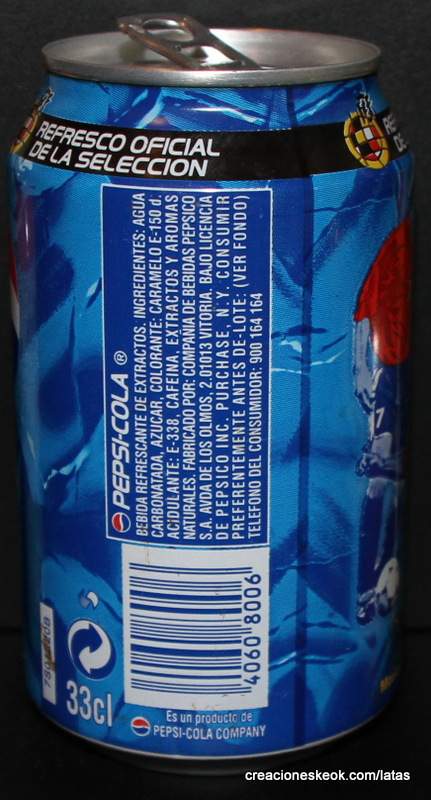 REFRESCO OFICIAL
DE LA SELECCION
PEPSI-COLA ®
BEBIDA REFRESCANTE DE EXTRACTOS. INGREDIENTES: AGUA
CARBONATADA, AZUCAR, COLORANTE: CARAMELO E-150 d.
ACIDULANTE: E-338, CAFEINA, EXTRACTOS Y AROMAS
NATURALES. FABRICADO POR: COMPAÑIA DE BEBIDAS PEPSICO
S.A. AVDA DE LOS OLMOS, 2. 01013 VITORIA. BAJO LICENCIA
DE PEPSICO INC. PURCHASE, N.Y. CONSUMIR
PREFERENTEMENTE ANTES DE-LOTE: (VER FONDO)
TELEFONO DEL CONSUMIDOR: 900 164 164
4060 8006
33cl
Es un producto de
PEPSI-COLA COMPANY
creacioneskeok.com/latas